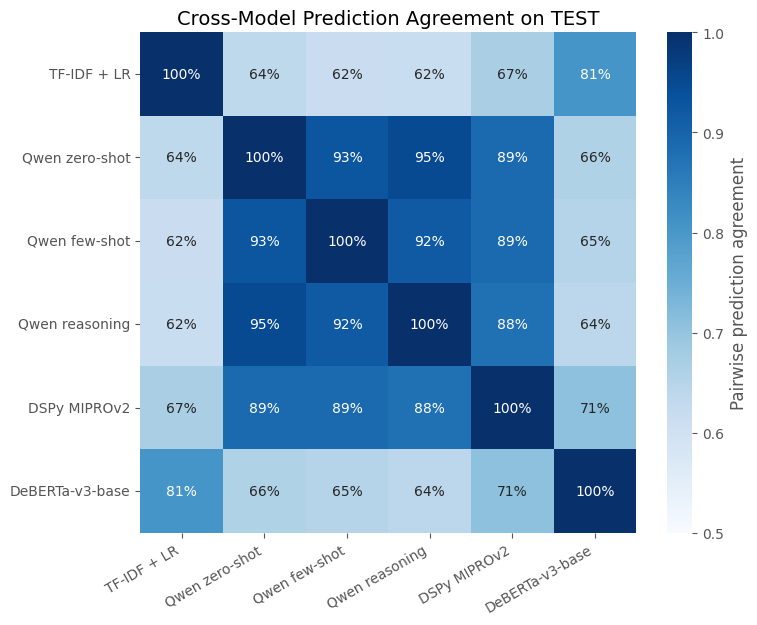 Cross-Model Prediction Agreement on TEST
TF-IDF + LR 100% 64% 62% 62% 67% 81%
Qwen zero-shot 64% 100% 93% 95% 89% 66%
Qwen few-shot 62% 93% 100% 92% 89% 65%
Qwen reasoning 62% 95% 92% 100% 88% 64%
DSPy MIPROv2 67% 89% 89% 88% 100% 71%
DeBERTa-v3-base 81% 66% 65% 64% 71% 100%
TF-IDF + LR
Qwen zero-shot
Qwen few-shot
Qwen reasoning
DSPy MIPROv2
DeBERTa-v3-base
1.0
0.9
0.8
0.7
0.6
0.5
Pairwise prediction agreement